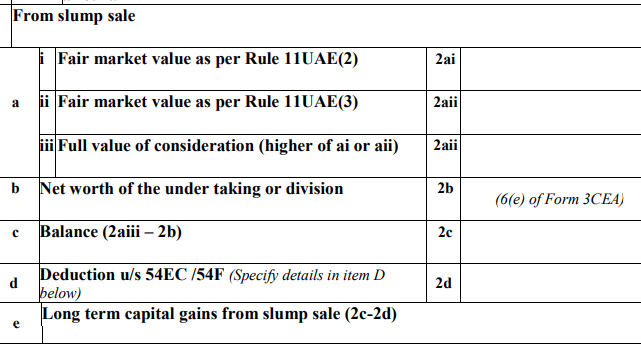 From slump sale
i Fair market value as per Rule 11UAE(2) 2ai
a ii Fair market value as per Rule 11UAE(3) 2aii
iii Full value of consideration (higher of ai or aii) 2aii
b Net worth of the under taking or division 2b (6(e) of Form 3CEA)
c Balance (2aiii – 2b) 2c
d Deduction u/s 54EC /54F (Specify details in item D
below) 2d
e Long term capital gains from slump sale (2c-2d)